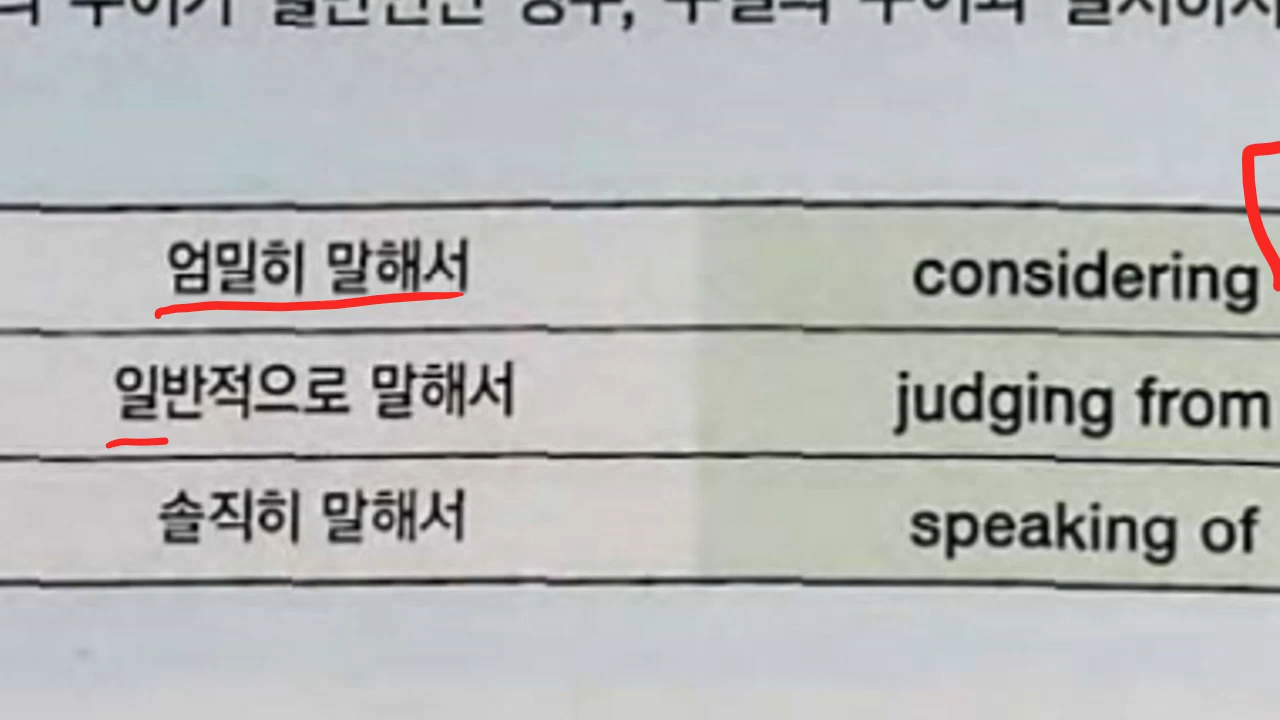 엄밀히 말해서 considering
일반적으로 말해서 judging from
솔직히 말해서 speaking of